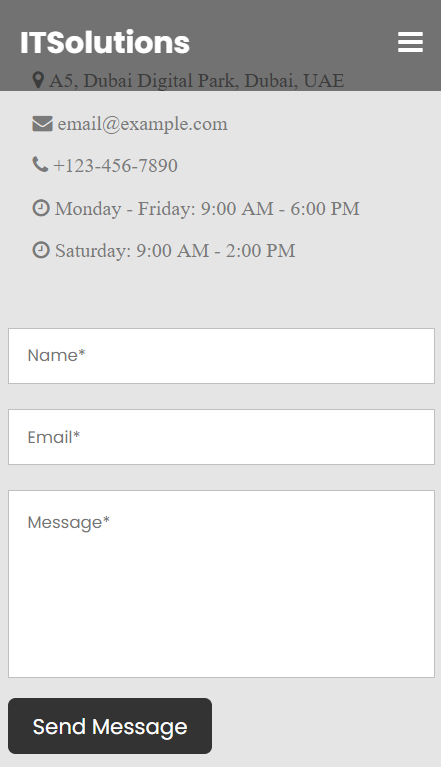 ITSolutions
A5, Dubai Digital Park, Dubai, UAE
email@example.com
+123-456-7890
Monday - Friday: 9:00 AM - 6:00 PM
Saturday: 9:00 AM - 2:00 PM
Name*
Email*
Message*
Send Message